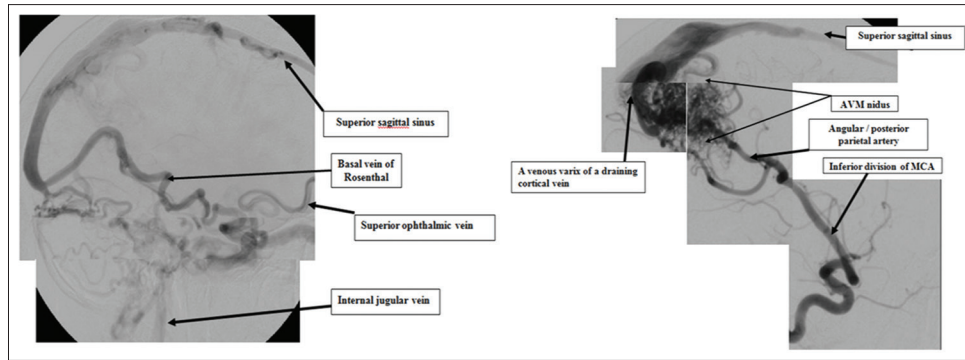 Superior sagittal sinus
Basal vein of
Rosenthal
Superior ophthalmic vein
Internal jugular vein
Superior sagittal sinus
AVM nidus
Angular / posterior
parietal artery
Inferior division of MCA
A venous varix of a draining
cortical vein